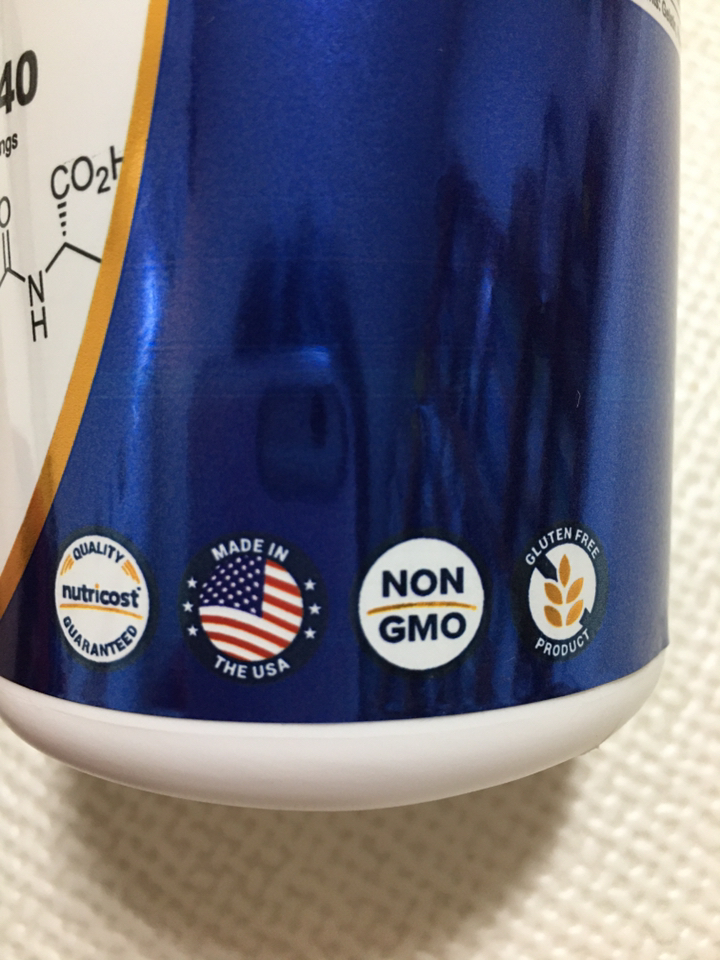 40
ngs
CO₂H
O
N
H
QUALITY
nutricost®
GUARANTEED
MADE IN
THE USA
NON
GMO
GLUTEN FREE
PRODUCT